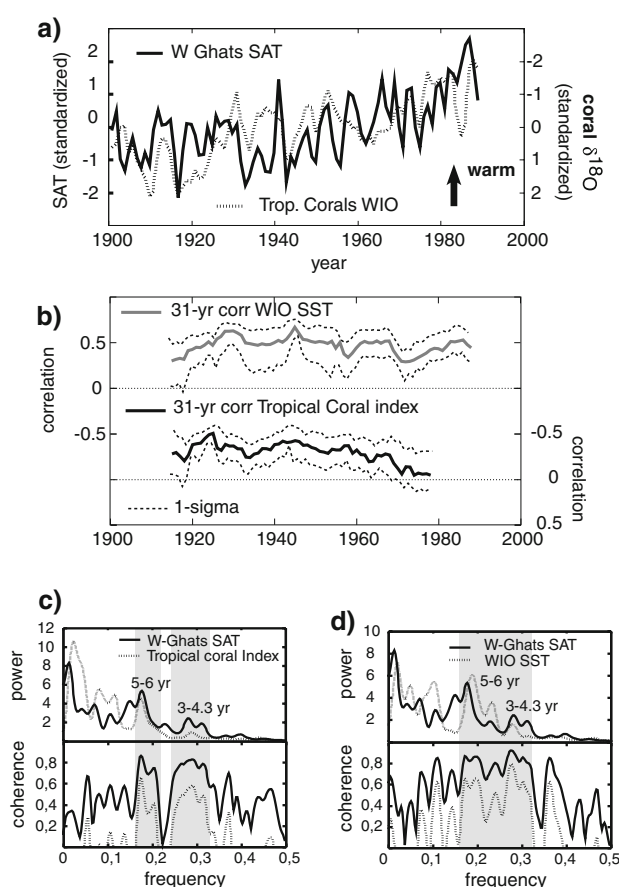 a)
W Ghats SAT
SAT (standardized)
2
1
0
-1
-2
-2
-1
0
1
2
coral δ18O
(standardized)
warm
Trop. Corals WIO
1900 1920 1940 1960 1980 2000
year
b)
31-yr corr WIO SST
correlation
0.5
0
-0.5
31-yr corr Tropical Coral index
-0.5
0
0.5
correlation
1-sigma
1900 1920 1940 1960 1980 2000
c)
12
10
8
6
4
2
power
W-Ghats SAT
Tropical coral Index
5-6 yr
3-4.3 yr
coherence
0,8
0,6
0,4
0,2
0 0,1 0,2 0,3 0,4 0,5
frequency
d)
10
8
6
4
2
power
W-Ghats SAT
WIO SST
5-6 yr
3-4.3 yr
coherence
0,8
0,6
0,4
0,2
0 0,1 0,2 0,3 0,4 0,5
frequency